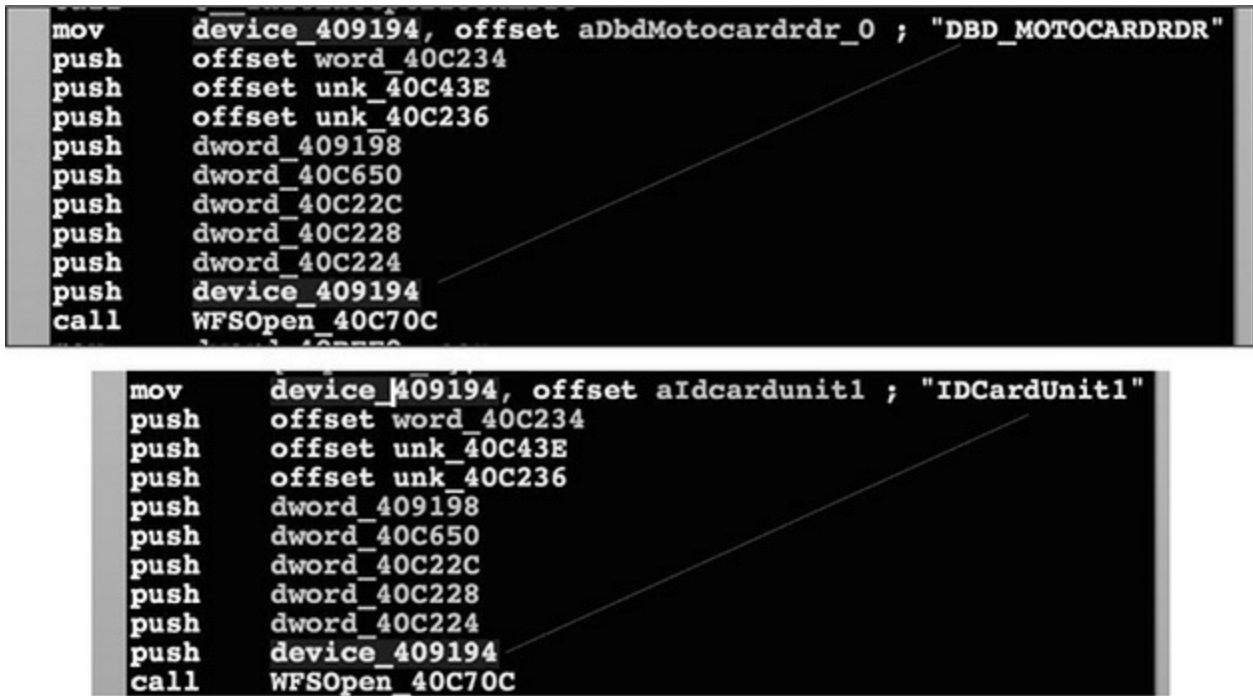 mov device_409194, offset aDbdMotocardrdr_0 ; "DBD_MOTOCARDRDR"
push offset word_40C234
push offset unk_40C43E
push offset unk_40C236
push dword_409198
push dword_40C650
push dword_40C22C
push dword_40C228
push dword_40C224
push device_409194
call WFSOpen_40C70C
mov device_409194, offset aIdcardunit1 ; "IDCardUnit1"
push offset word_40C234
push offset unk_40C43E
push offset unk_40C236
push dword_409198
push dword_40C650
push dword_40C22C
push dword_40C228
push dword_40C224
push device_409194
call WFSOpen_40C70C